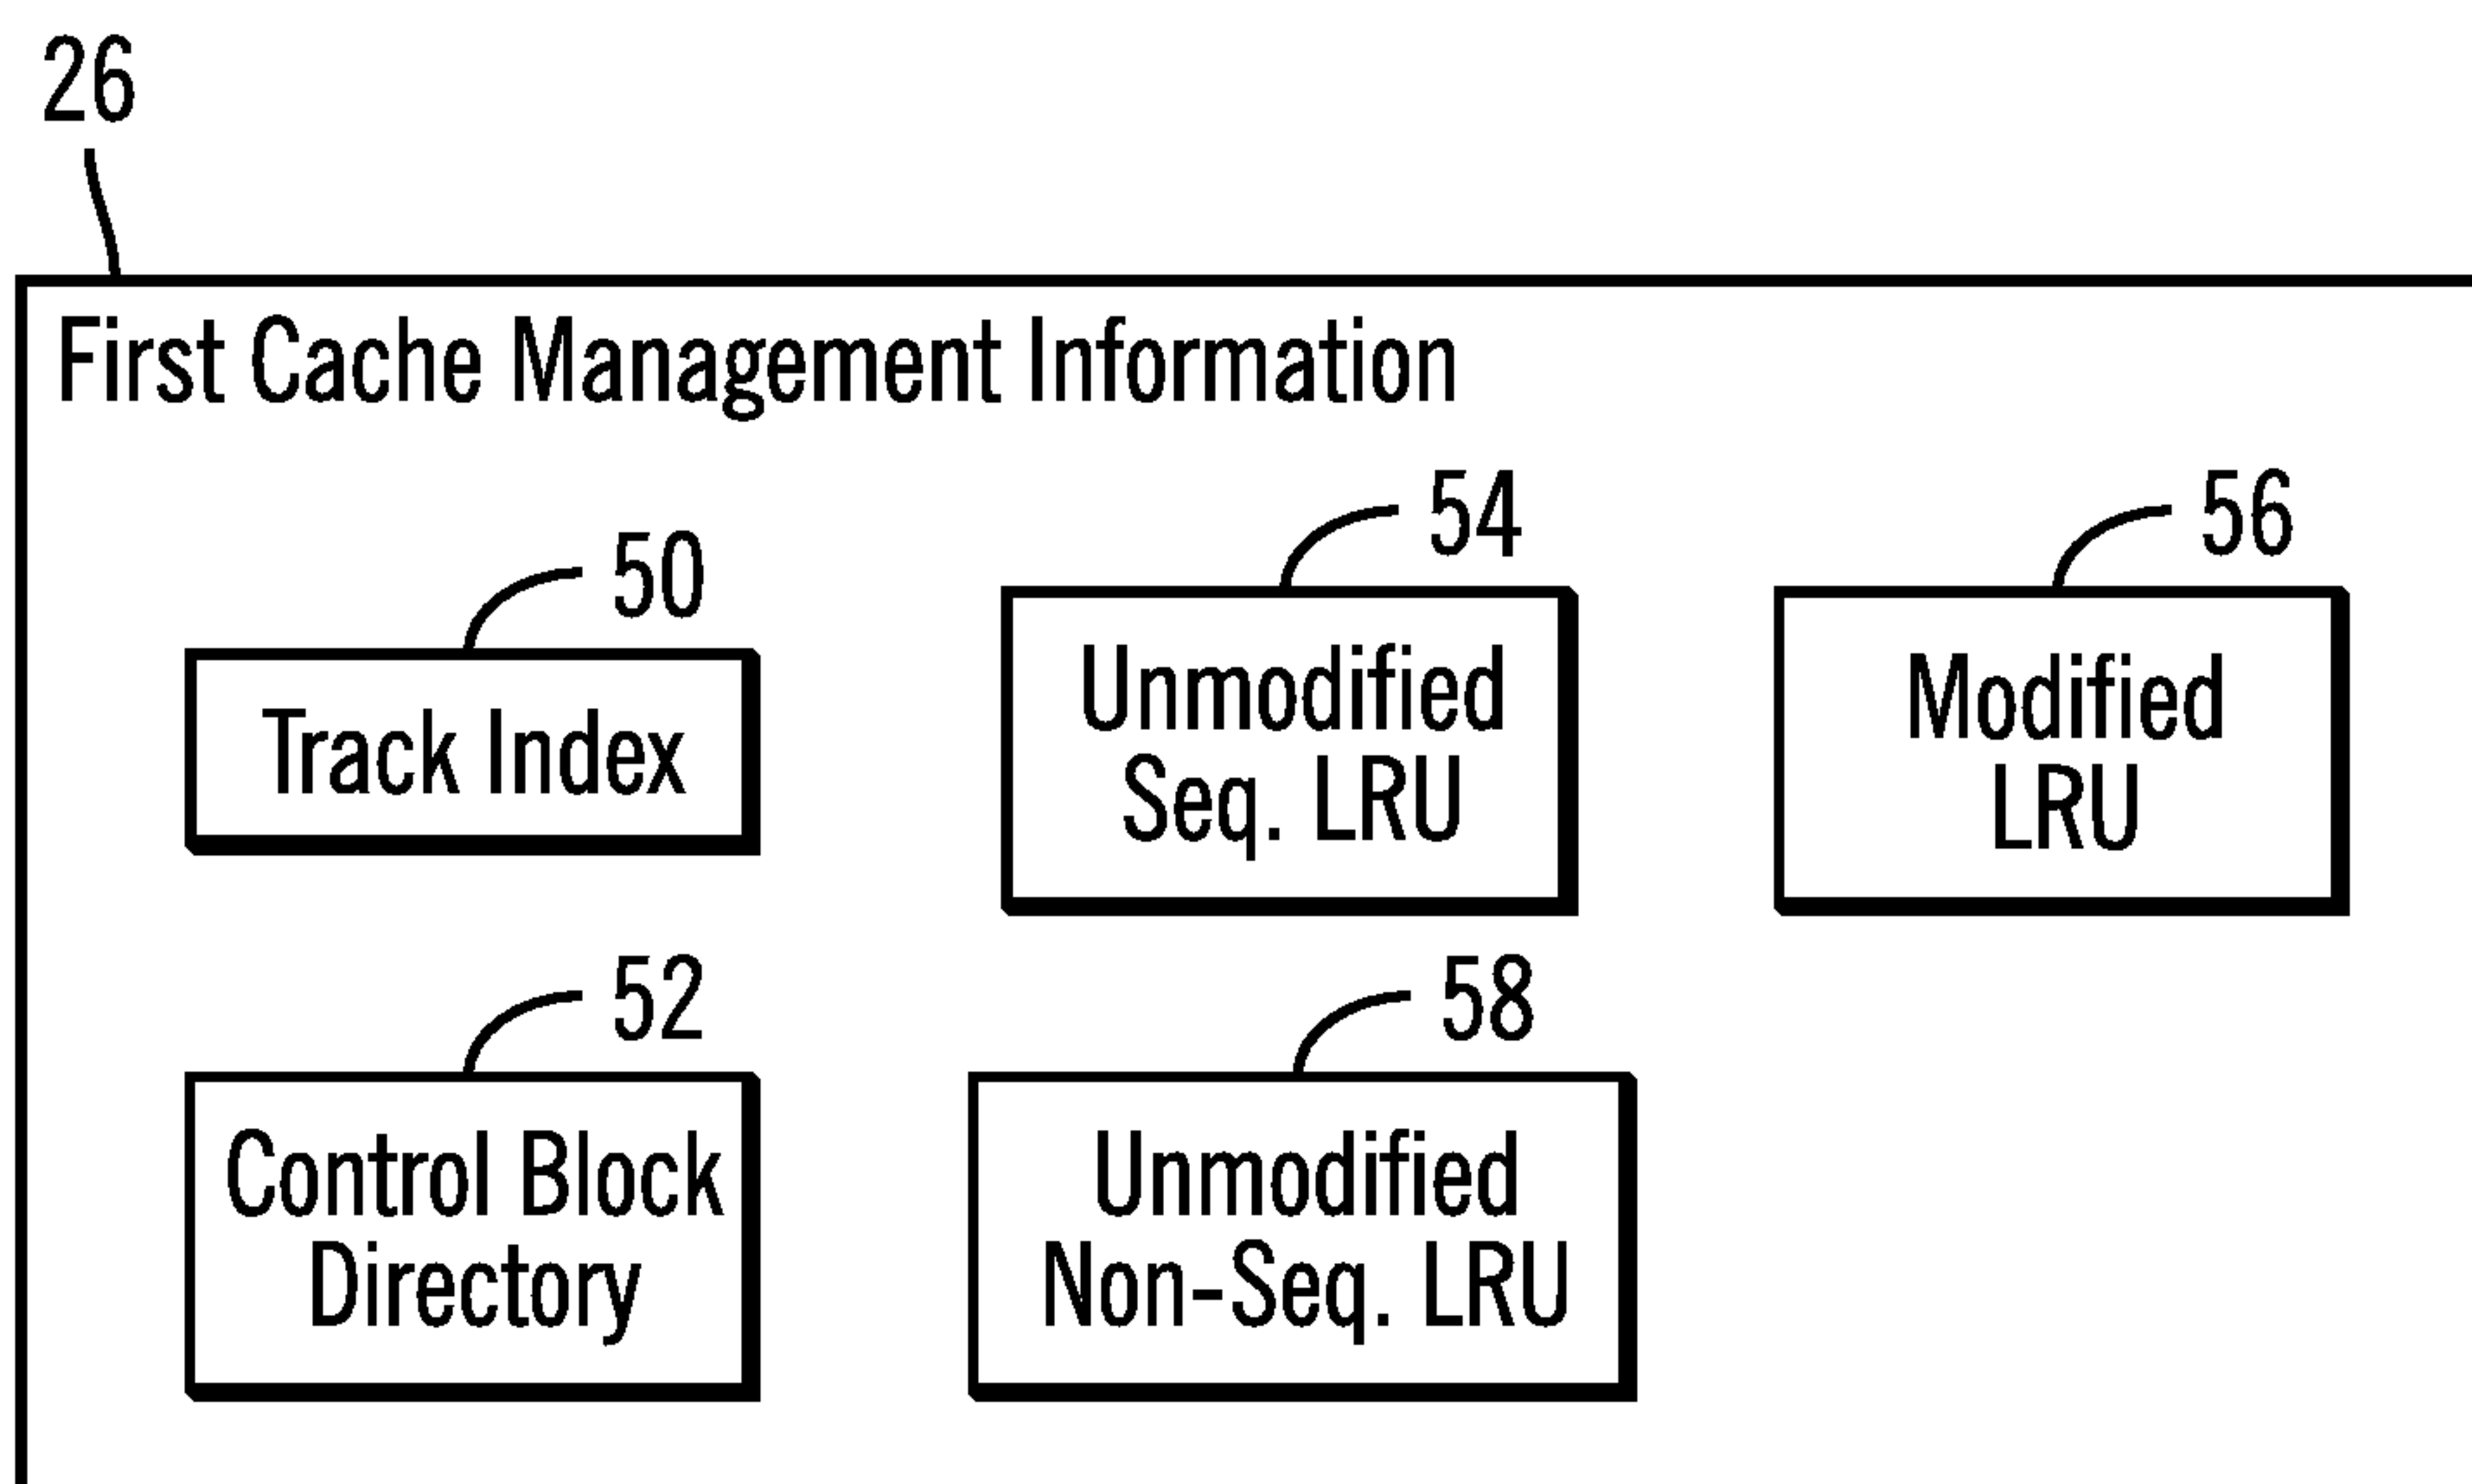 26
First Cache Management Information
50
Track Index
54
Unmodified
Seq. LRU
56
Modified
LRU
52
Control Block
Directory
58
Unmodified
Non-Seq. LRU